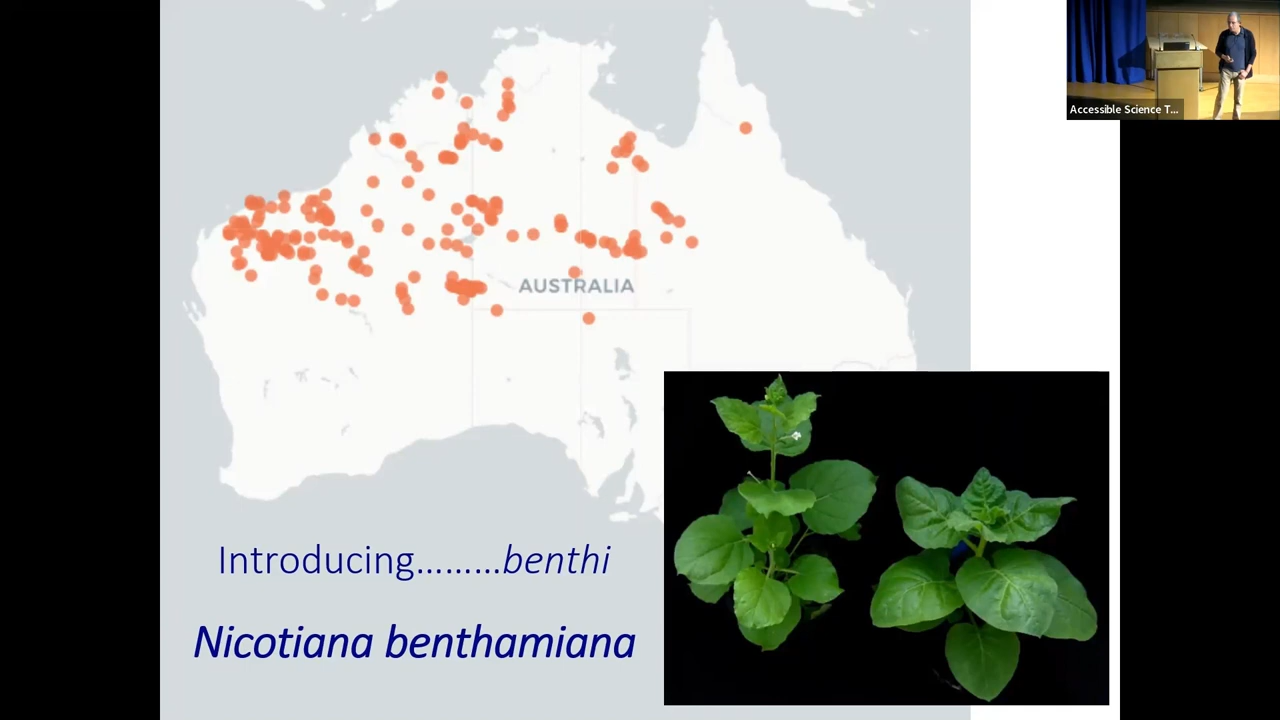 Accessible Science T...
AUSTRALIA
Introducing.........benthi
Nicotiana benthamiana